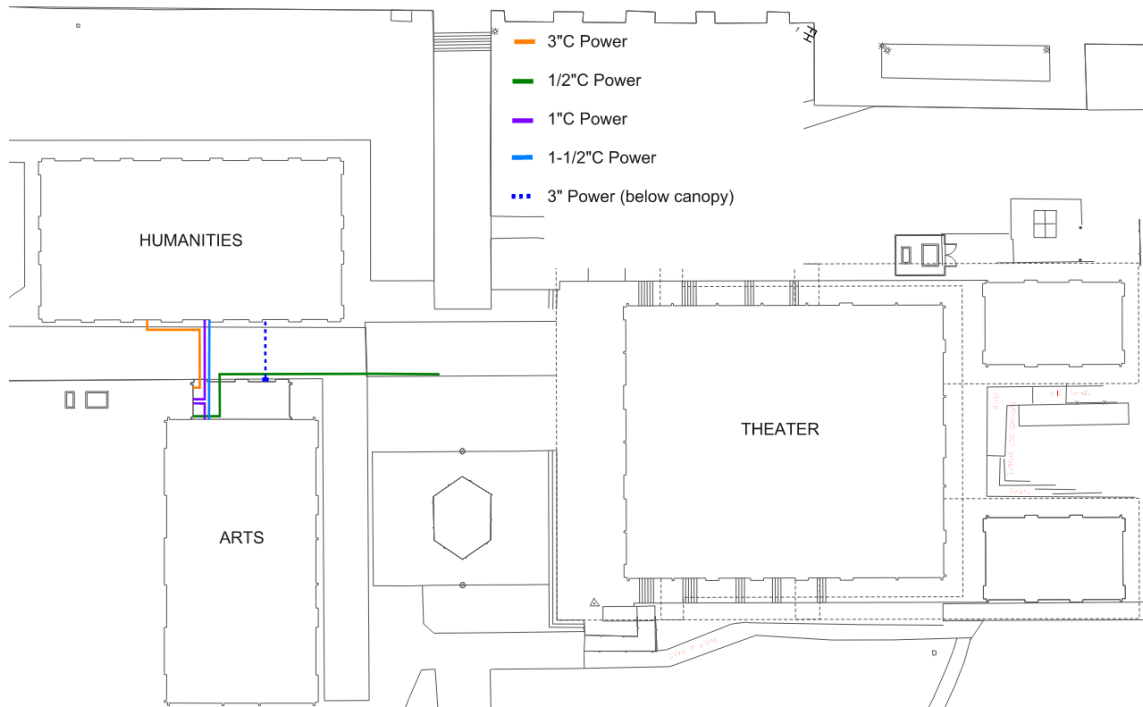 3"C Power
1/2"C Power
1"C Power
1-1/2"C Power
3" Power (below canopy)
HUMANITIES
THEATER
ARTS